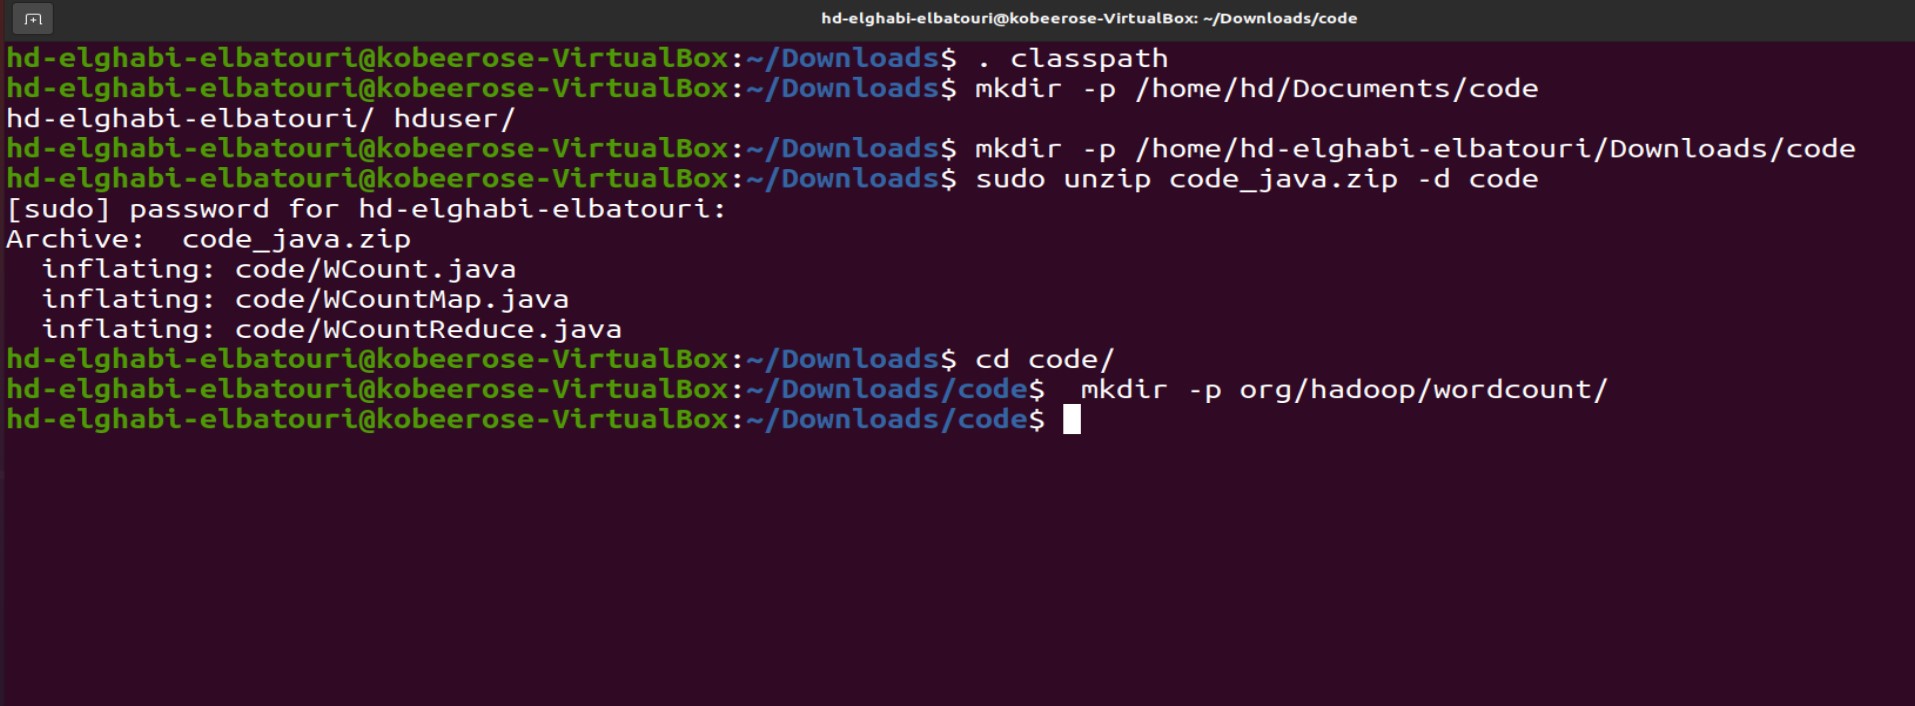 hd-elghabi-elbatouri@kobeerose-VirtualBox: ~/Downloads/code
hd-elghabi-elbatouri@kobeerose-VirtualBox:~/Downloads$ . classpath
hd-elghabi-elbatouri@kobeerose-VirtualBox:~/Downloads$ mkdir -p /home/hd/Documents/code
hd-elghabi-elbatouri/ hduser/
hd-elghabi-elbatouri@kobeerose-VirtualBox:~/Downloads$ mkdir -p /home/hd-elghabi-elbatouri/Downloads/code
hd-elghabi-elbatouri@kobeerose-VirtualBox:~/Downloads$ sudo unzip code_java.zip -d code
[sudo] password for hd-elghabi-elbatouri:
Archive:  code_java.zip
  inflating: code/WCount.java
  inflating: code/WCountMap.java
  inflating: code/WCountReduce.java
hd-elghabi-elbatouri@kobeerose-VirtualBox:~/Downloads$ cd code/
hd-elghabi-elbatouri@kobeerose-VirtualBox:~/Downloads/code$  mkdir -p org/hadoop/wordcount/
hd-elghabi-elbatouri@kobeerose-VirtualBox:~/Downloads/code$